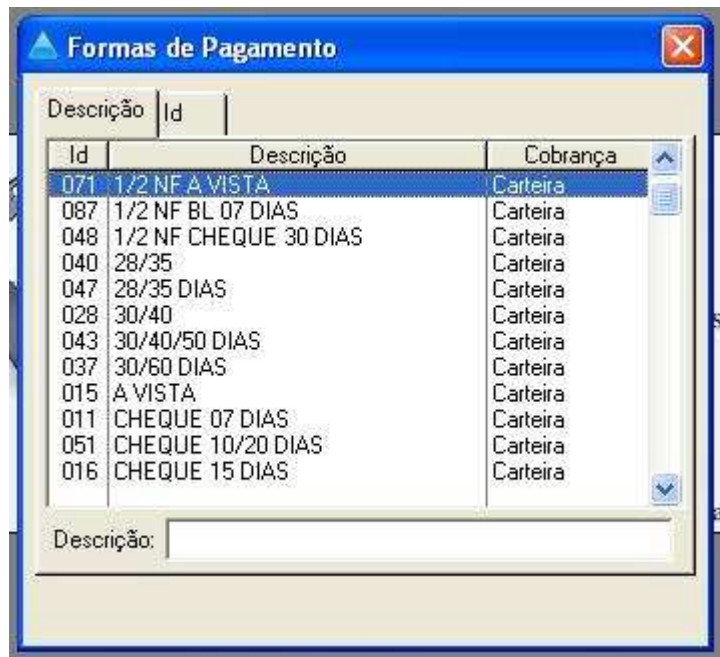 Formas de Pagamento
Descrição Id
Id Descrição Cobrança
071 1/2 NF A VISTA Carteira
087 1/2 NF BL 07 DIAS Carteira
048 1/2 NF CHEQUE 30 DIAS Carteira
040 28/35 Carteira
047 28/35 DIAS Carteira
028 30/40 Carteira
043 30/40/50 DIAS Carteira
037 30/60 DIAS Carteira
015 A VISTA Carteira
011 CHEQUE 07 DIAS Carteira
051 CHEQUE 10/20 DIAS Carteira
016 CHEQUE 15 DIAS Carteira
Descrição: